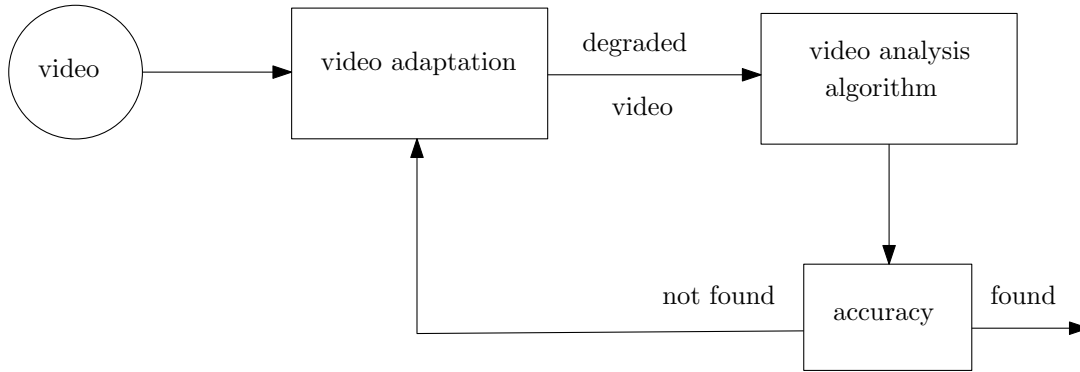 video
video adaptation
degraded
video
video analysis
algorithm
not found
accuracy
found